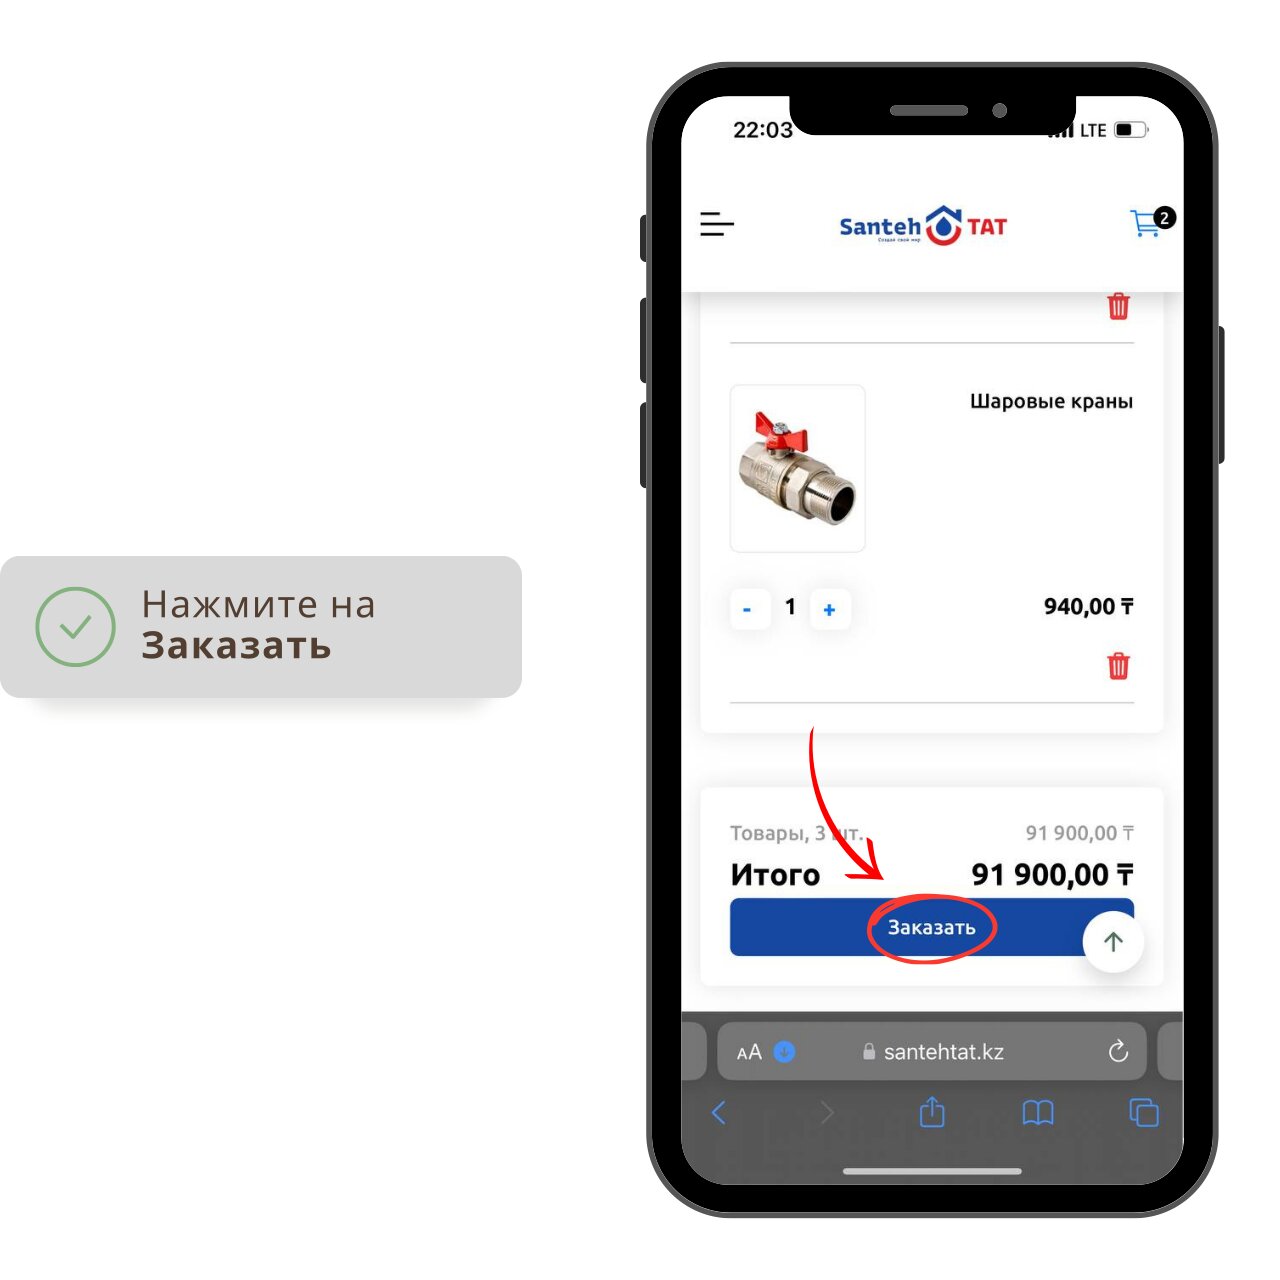 Нажмите на
Заказать
22:03
LTE
Santeh ТАТ
Создай свой мир
2
Шаровые краны
- 1 +
940,00 ₸
Товары, 3 шт.
91 900,00 ₸
Итого
91 900,00 ₸
Заказать
AA
santehtat.kz